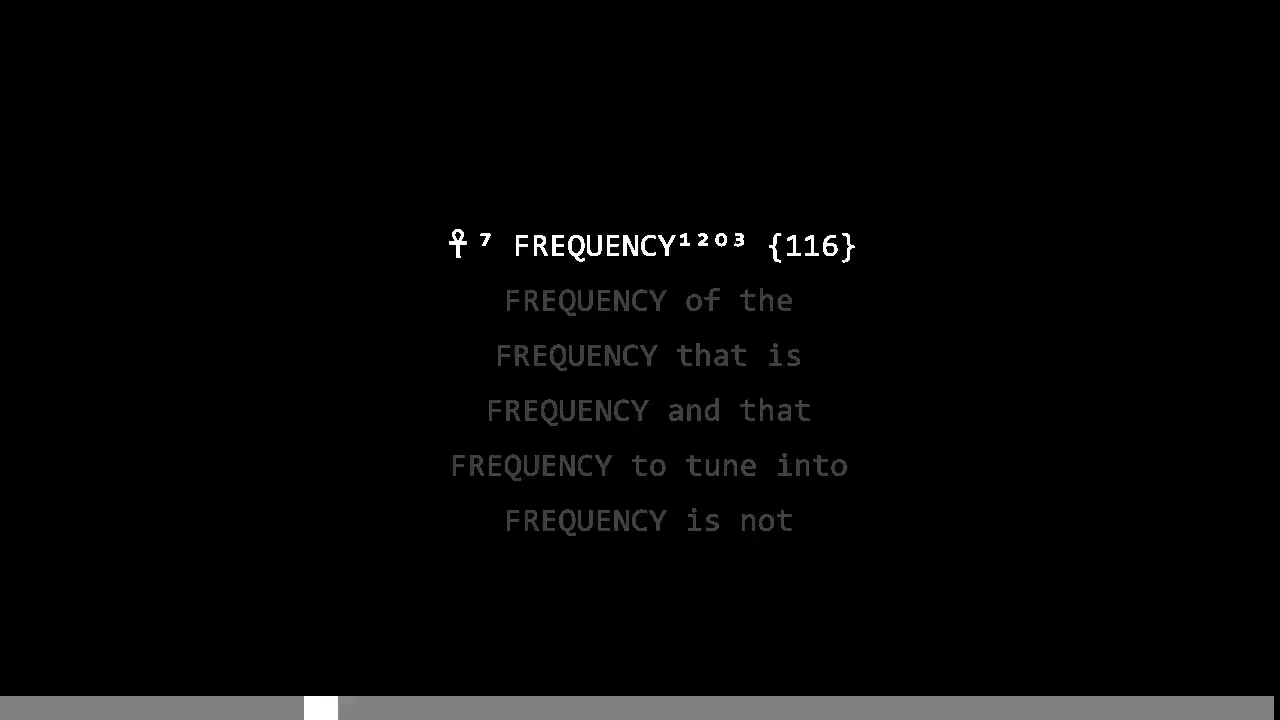 ☥⁷ FREQUENCY¹²⁰³ {116}
FREQUENCY of the
FREQUENCY that is
FREQUENCY and that
FREQUENCY to tune into
FREQUENCY is not